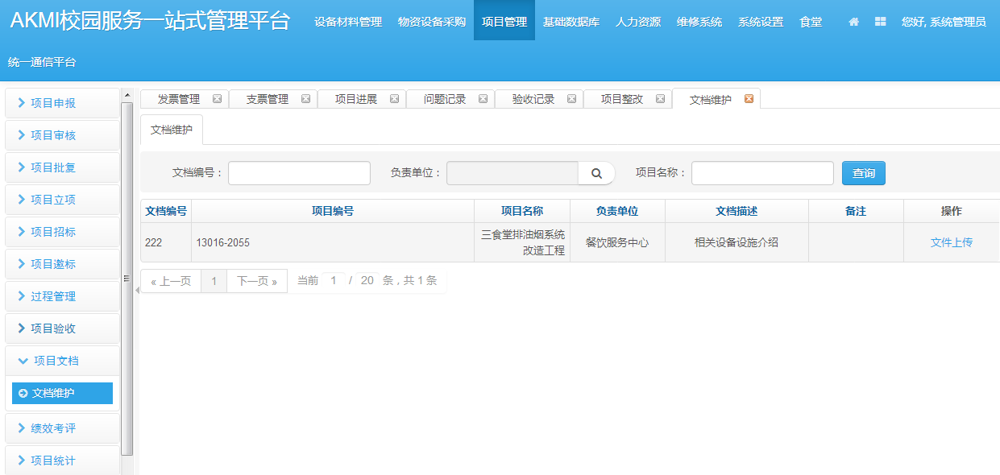 AKMI校园服务一站式管理平台 设备材料管理 物资设备采购 项目管理 基础数据库 人力资源 维修系统 系统设置 食堂 您好, 系统管理员
统一通信平台
项目申报
项目审核
项目批复
项目立项
项目招标
项目邀标
过程管理
项目验收
项目文档
文档维护
绩效考评
项目统计
发票管理 支票管理 项目进展 问题记录 验收记录 项目整改 文档维护
文档维护
文档编号： 负责单位： 项目名称： 查询
文档编号 项目编号 项目名称 负责单位 文档描述 备注 操作
222 13016-2055 三食堂排油烟系统 餐饮服务中心 相关设备设施介绍 文件上传
改造工程
« 上一页 1 下一页 » 当前 1 / 20 条，共 1 条